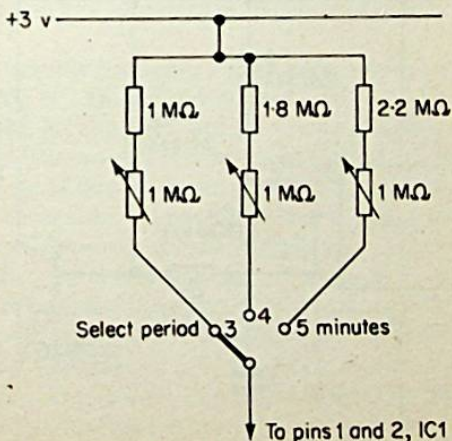 +3 v
1 MΩ 1·8 MΩ 2·2 MΩ
1 MΩ 1 MΩ 1 MΩ
Select period 3 4 5 minutes
To pins 1 and 2, IC1